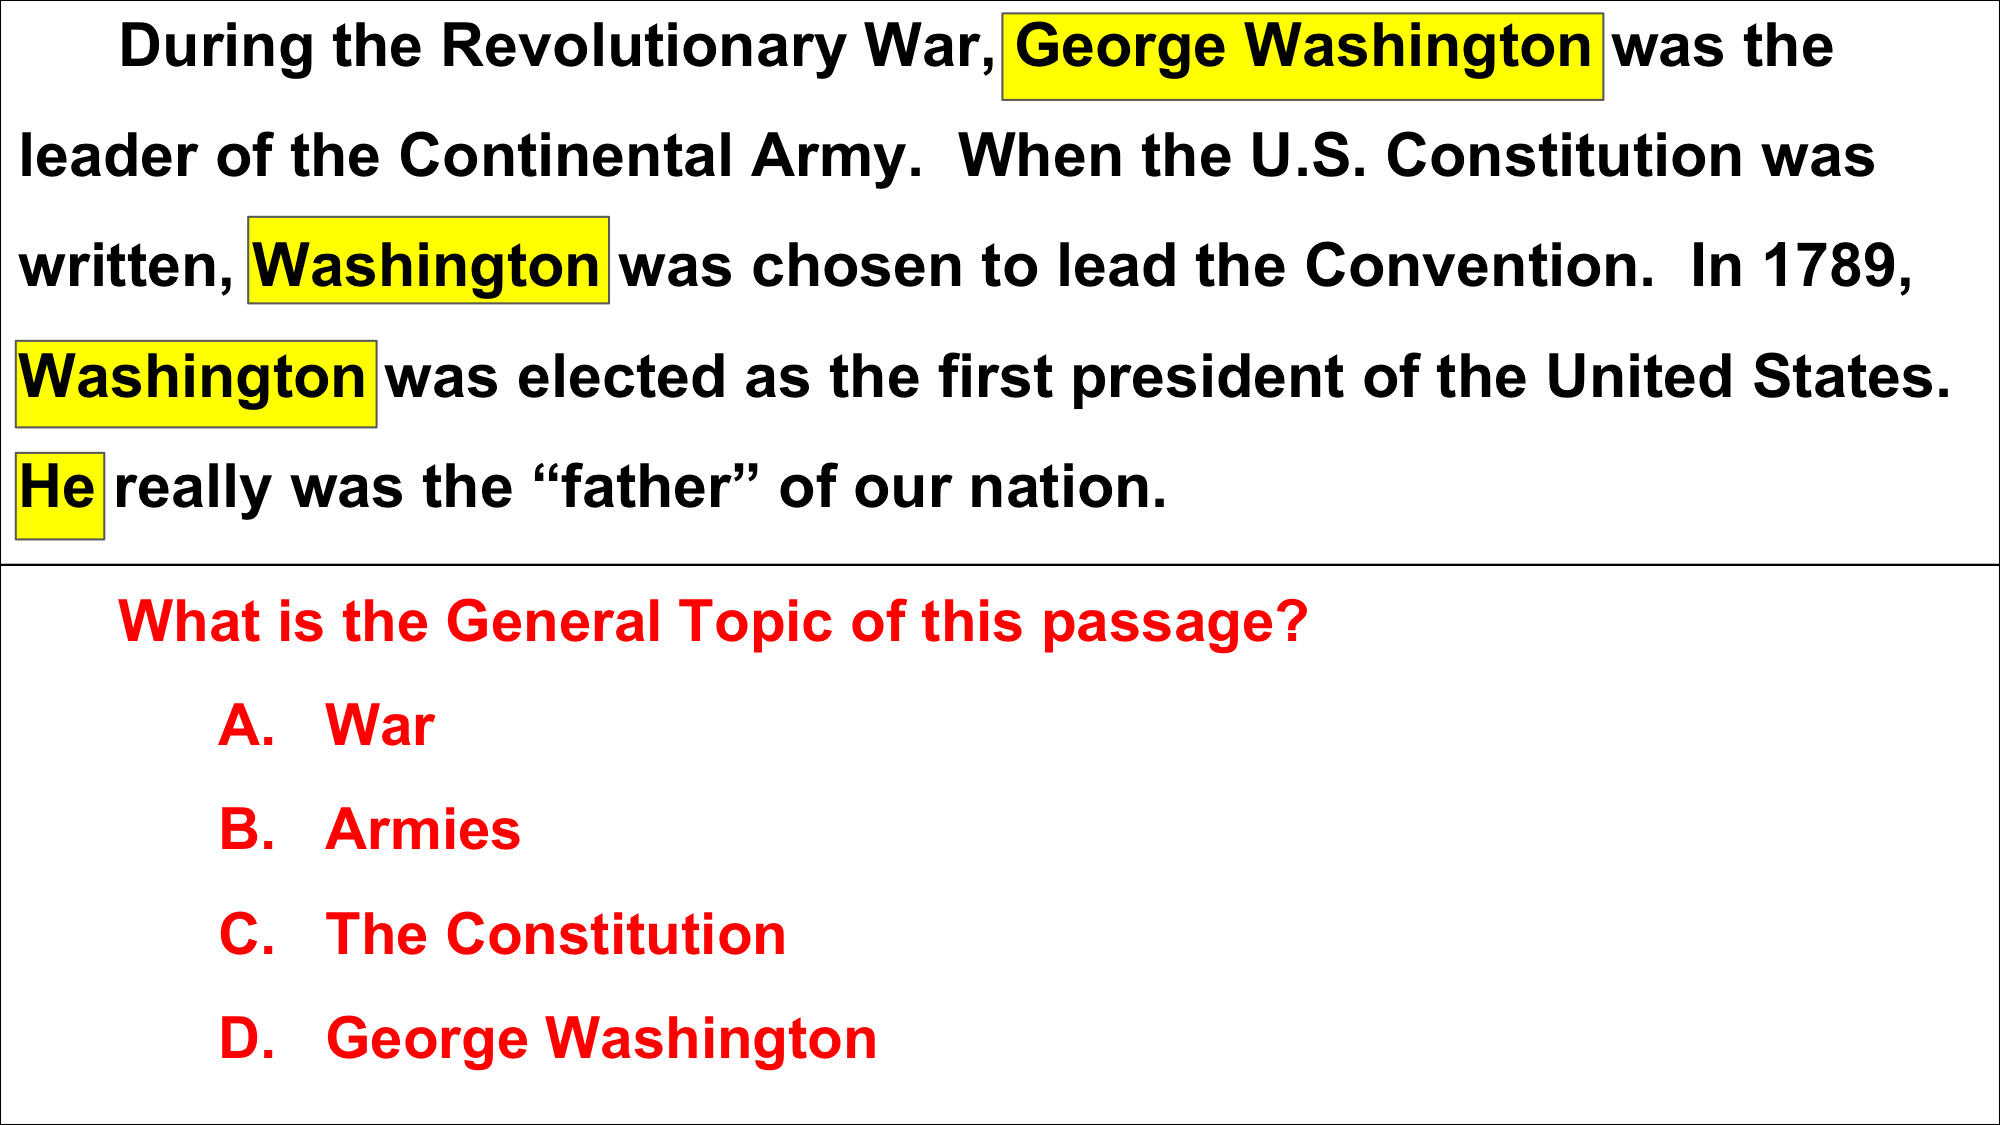 During the Revolutionary War, George Washington was the
leader of the Continental Army.  When the U.S. Constitution was
written, Washington was chosen to lead the Convention.  In 1789,
Washington was elected as the first president of the United States.
He really was the “father” of our nation.
What is the General Topic of this passage?
A. War
B. Armies
C. The Constitution
D. George Washington